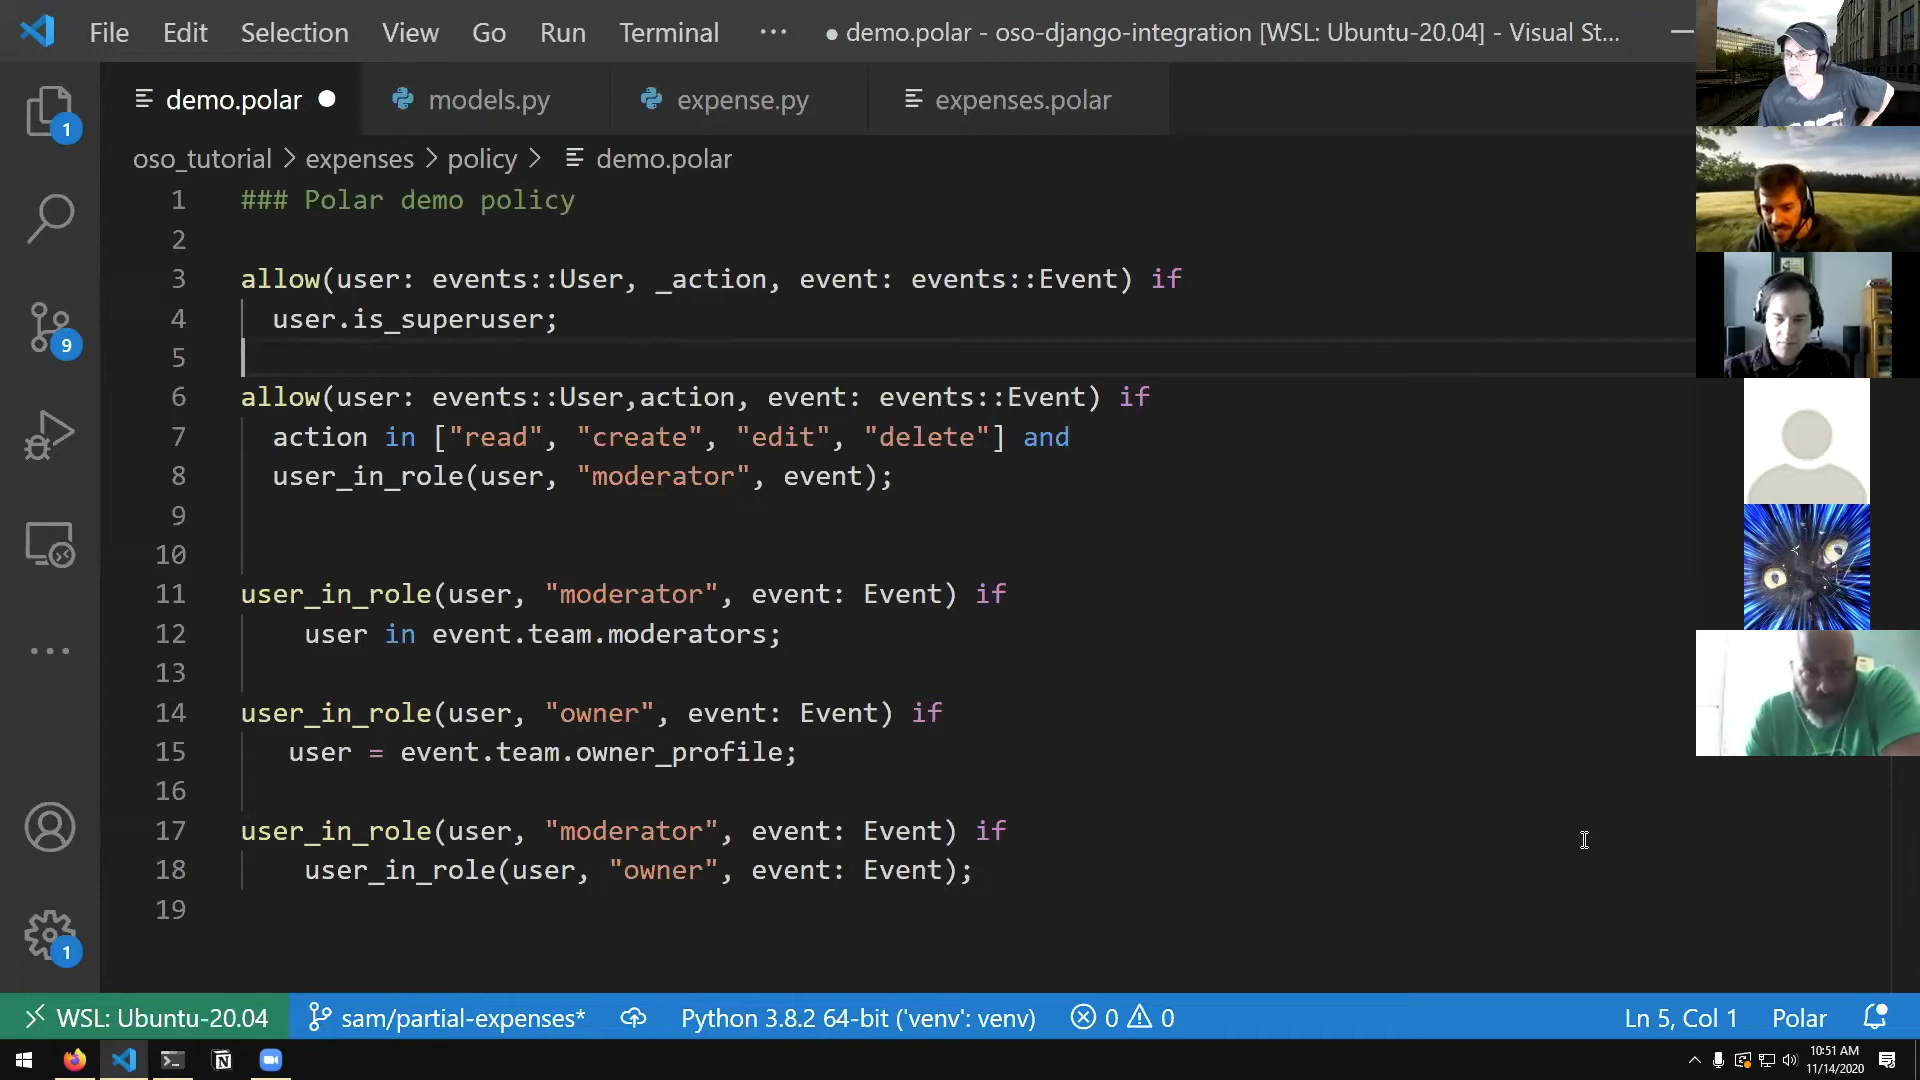 File Edit Selection View Go Run Terminal ··· ● demo.polar - oso-django-integration [WSL: Ubuntu-20.04] - Visual St...
demo.polar models.py expense.py expenses.polar
oso_tutorial > expenses > policy > demo.polar
1 ### Polar demo policy
2
3 allow(user: events::User, _action, event: events::Event) if
4 user.is_superuser;
5
6 allow(user: events::User,action, event: events::Event) if
7 action in ["read", "create", "edit", "delete"] and
8 user_in_role(user, "moderator", event);
9
10
11 user_in_role(user, "moderator", event: Event) if
12 user in event.team.moderators;
13
14 user_in_role(user, "owner", event: Event) if
15 user = event.team.owner_profile;
16
17 user_in_role(user, "moderator", event: Event) if
18 user_in_role(user, "owner", event: Event);
19
1
9
1
WSL: Ubuntu-20.04 sam/partial-expenses* Python 3.8.2 64-bit ('venv': venv) 0 0 Ln 5, Col 1 Polar
10:51 AM
11/14/2020